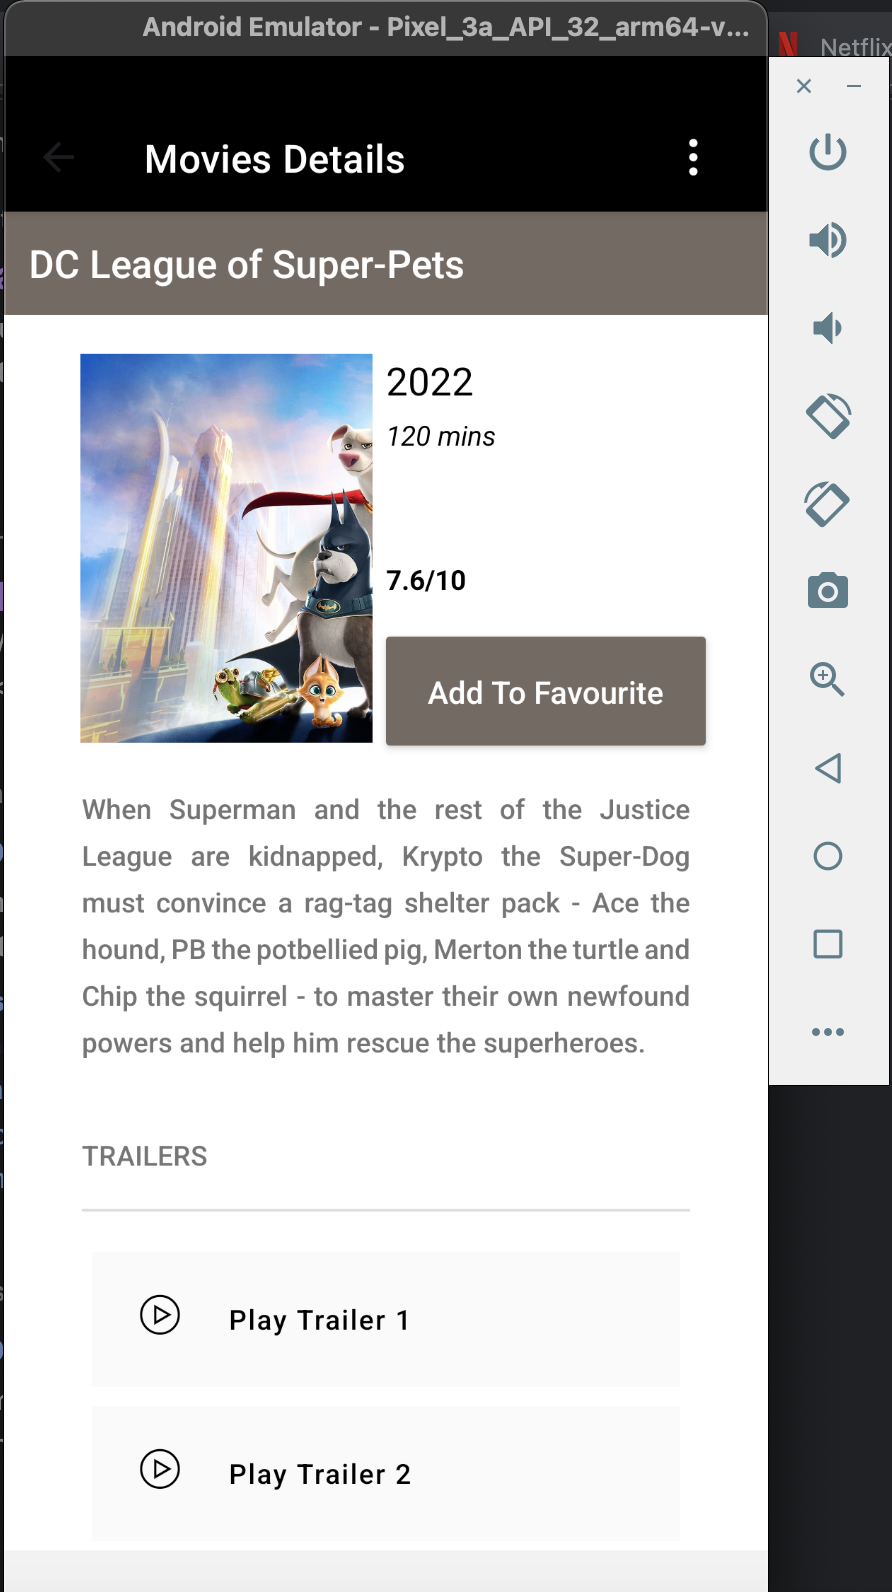 Android Emulator - Pixel_3a_API_32_arm64-v...
Netflix
Movies Details
DC League of Super-Pets
2022
120 mins
7.6/10
Add To Favourite
When Superman and the rest of the Justice
League are kidnapped, Krypto the Super-Dog
must convince a rag-tag shelter pack - Ace the
hound, PB the potbellied pig, Merton the turtle and
Chip the squirrel - to master their own newfound
powers and help him rescue the superheroes.
TRAILERS
Play Trailer 1
Play Trailer 2